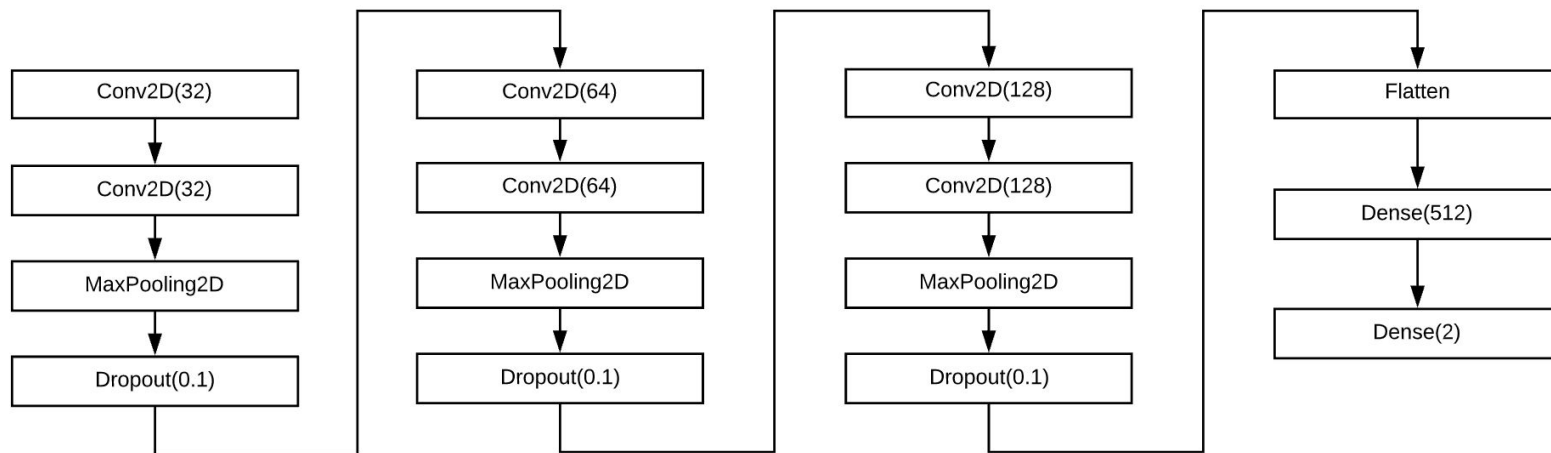 Conv2D(32)
Conv2D(32)
MaxPooling2D
Dropout(0.1)
Conv2D(64)
Conv2D(64)
MaxPooling2D
Dropout(0.1)
Conv2D(128)
Conv2D(128)
MaxPooling2D
Dropout(0.1)
Flatten
Dense(512)
Dense(2)